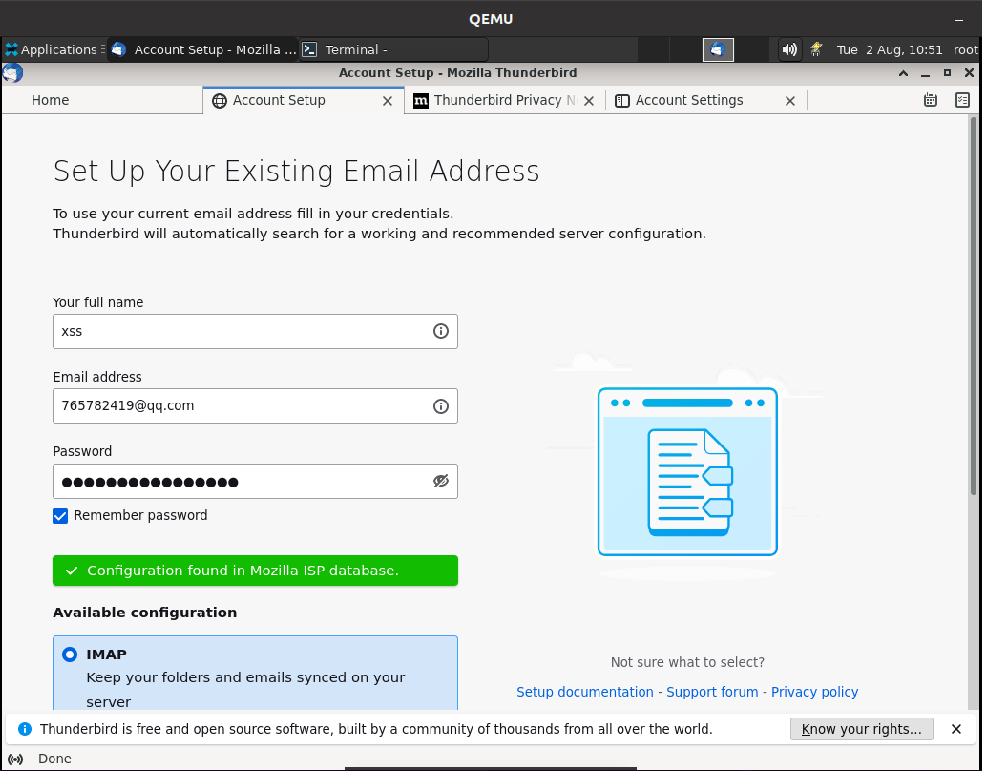 QEMU
Applications
Account Setup - Mozilla ...
Terminal -
Tue 2 Aug, 10:51 root
Account Setup - Mozilla Thunderbird
Home
Account Setup
m
Thunderbird Privacy N
Account Settings
Set Up Your Existing Email Address
To use your current email address fill in your credentials.
Thunderbird will automatically search for a working and recommended server configuration.
Your full name
xss
Email address
765782419@qq.com
Password
Remember password
Configuration found in Mozilla ISP database.
Available configuration
IMAP
Keep your folders and emails synced on your
server
Not sure what to select?
Setup documentation - Support forum - Privacy policy
Thunderbird is free and open source software, built by a community of thousands from all over the world.
Know your rights...
Done